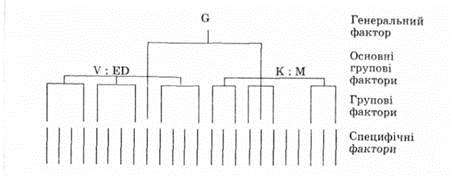 G
Генеральний
фактор
Основні
групові
фактори
V : ED
K : M
Групові
фактори
Специфічні
фактори